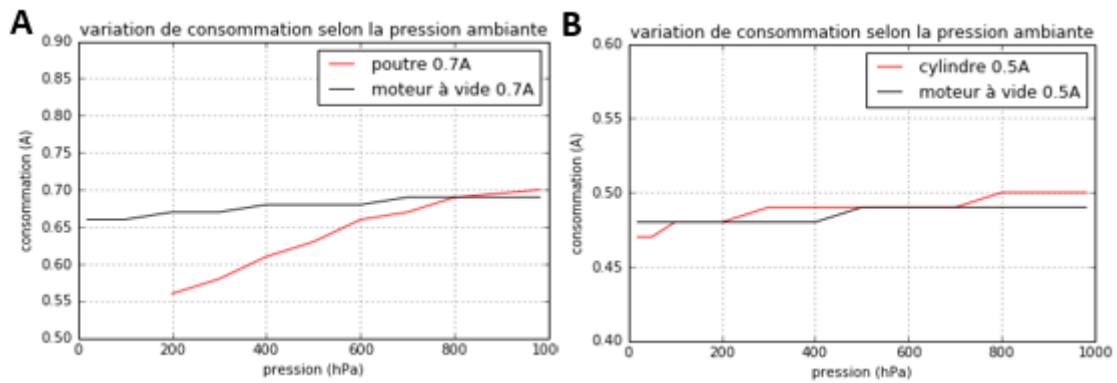 A
variation de consommation selon la pression ambiante
0.90
0.85
0.80
0.75
0.70
0.65
0.60
0.55
0.50
consommation (A)
poutre 0.7A
moteur à vide 0.7A
0
200
400
600
800
100
pression (hPa)
B
variation de consommation selon la pression ambiante
0.60
0.55
0.50
0.45
0.40
consommation (A)
cylindre 0.5A
moteur à vide 0.5A
0
200
400
600
800
1000
pression (hPa)